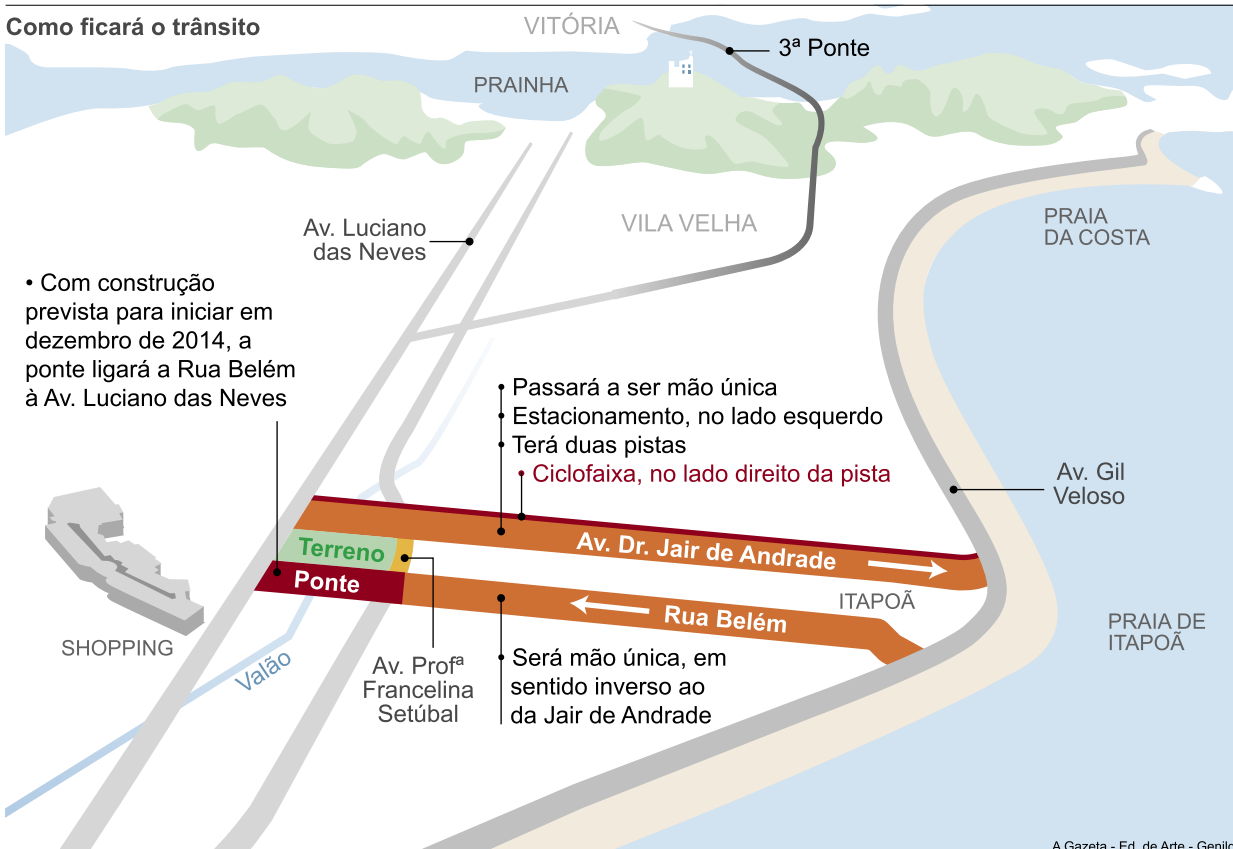 Como ficará o trânsito
VITÓRIA
3ª Ponte
PRAINHA
Av. Luciano
das Neves
VILA VELHA
PRAIA
DA COSTA
• Com construção
prevista para iniciar em
dezembro de 2014, a
ponte ligará a Rua Belém
à Av. Luciano das Neves
Passará a ser mão única
Estacionamento, no lado esquerdo
Terá duas pistas
Ciclofaixa, no lado direito da pista
Av. Gil
Veloso
Terreno
Av. Dr. Jair de Andrade
Ponte
Rua Belém
ITAPOÃ
PRAIA DE
ITAPOÃ
SHOPPING
Valão
Av. Profª
Francelina
Setúbal
Será mão única, em
sentido inverso ao
da Jair de Andrade
A Gazeta - Ed. de Arte - Genildo